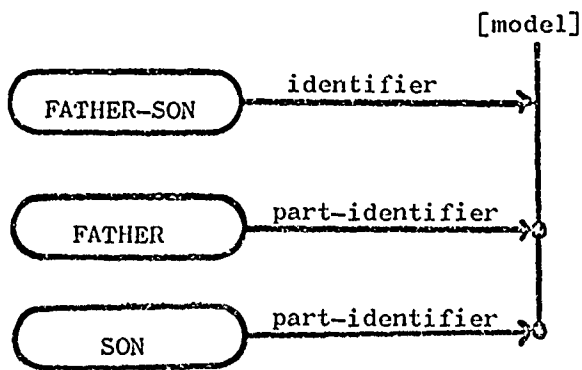 [model]
identifier
FATHER-SON
part-identifier
FATHER
part-identifier
SON